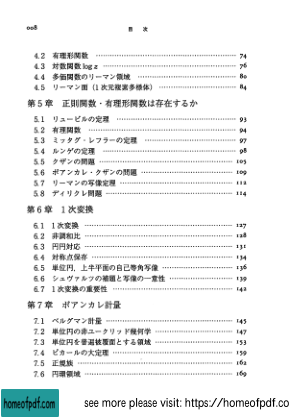 008 目 次
4.2 有理形関数 74
4.3 対数関数 log z 76
4.4 多価関数のリーマン領域 80
4.5 リーマン面（1次元複素多様体） 84
第5章 正則関数・有理形関数は存在するか
5.1 リュービルの定理 93
5.2 有理関数 94
5.3 ミッタグ・レフラーの定理 97
5.4 ルンゲの定理 98
5.5 クザンの問題 105
5.6 ポアンカレ・クザンの問題 109
5.7 リーマンの写像定理 112
5.8 ディリクレ問題 114
第6章 1次変換
6.1 1次変換 127
6.2 非調和比 128
6.3 円円対応 131
6.4 対称点保存 134
6.5 単位円，上半平面の自己等角写像 136
6.6 シュヴァルツの補題と写像の一意性 139
6.7 1次変換の重要性 142
第7章 ポアンカレ計量
7.1 ベルグマン計量 145
7.2 単位円の非ユークリッド幾何学 147
7.3 単位円を普遍被覆面とする領域 153
7.4 ピカールの大定理 159
7.5 正規族 162
7.6 円環領域 169
homeofpdf.com
see more please: https://homeofpdf.com